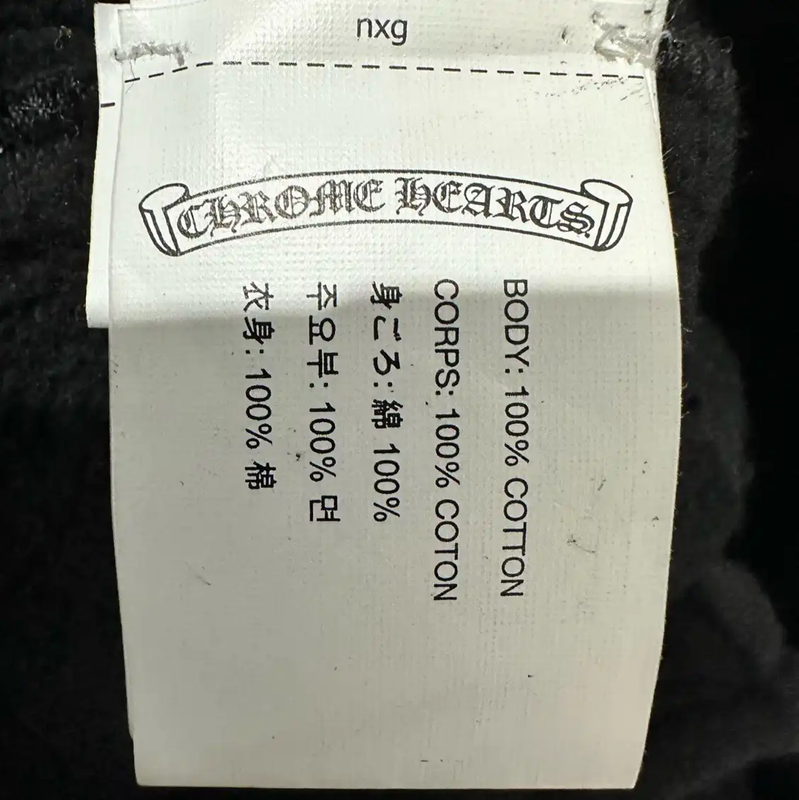 nxg
CHROME HEARTS
BODY: 100% COTTON
CORPS: 100% COTON
身ごろ: 綿 100%
주요부: 100% 면
衣身: 100% 棉